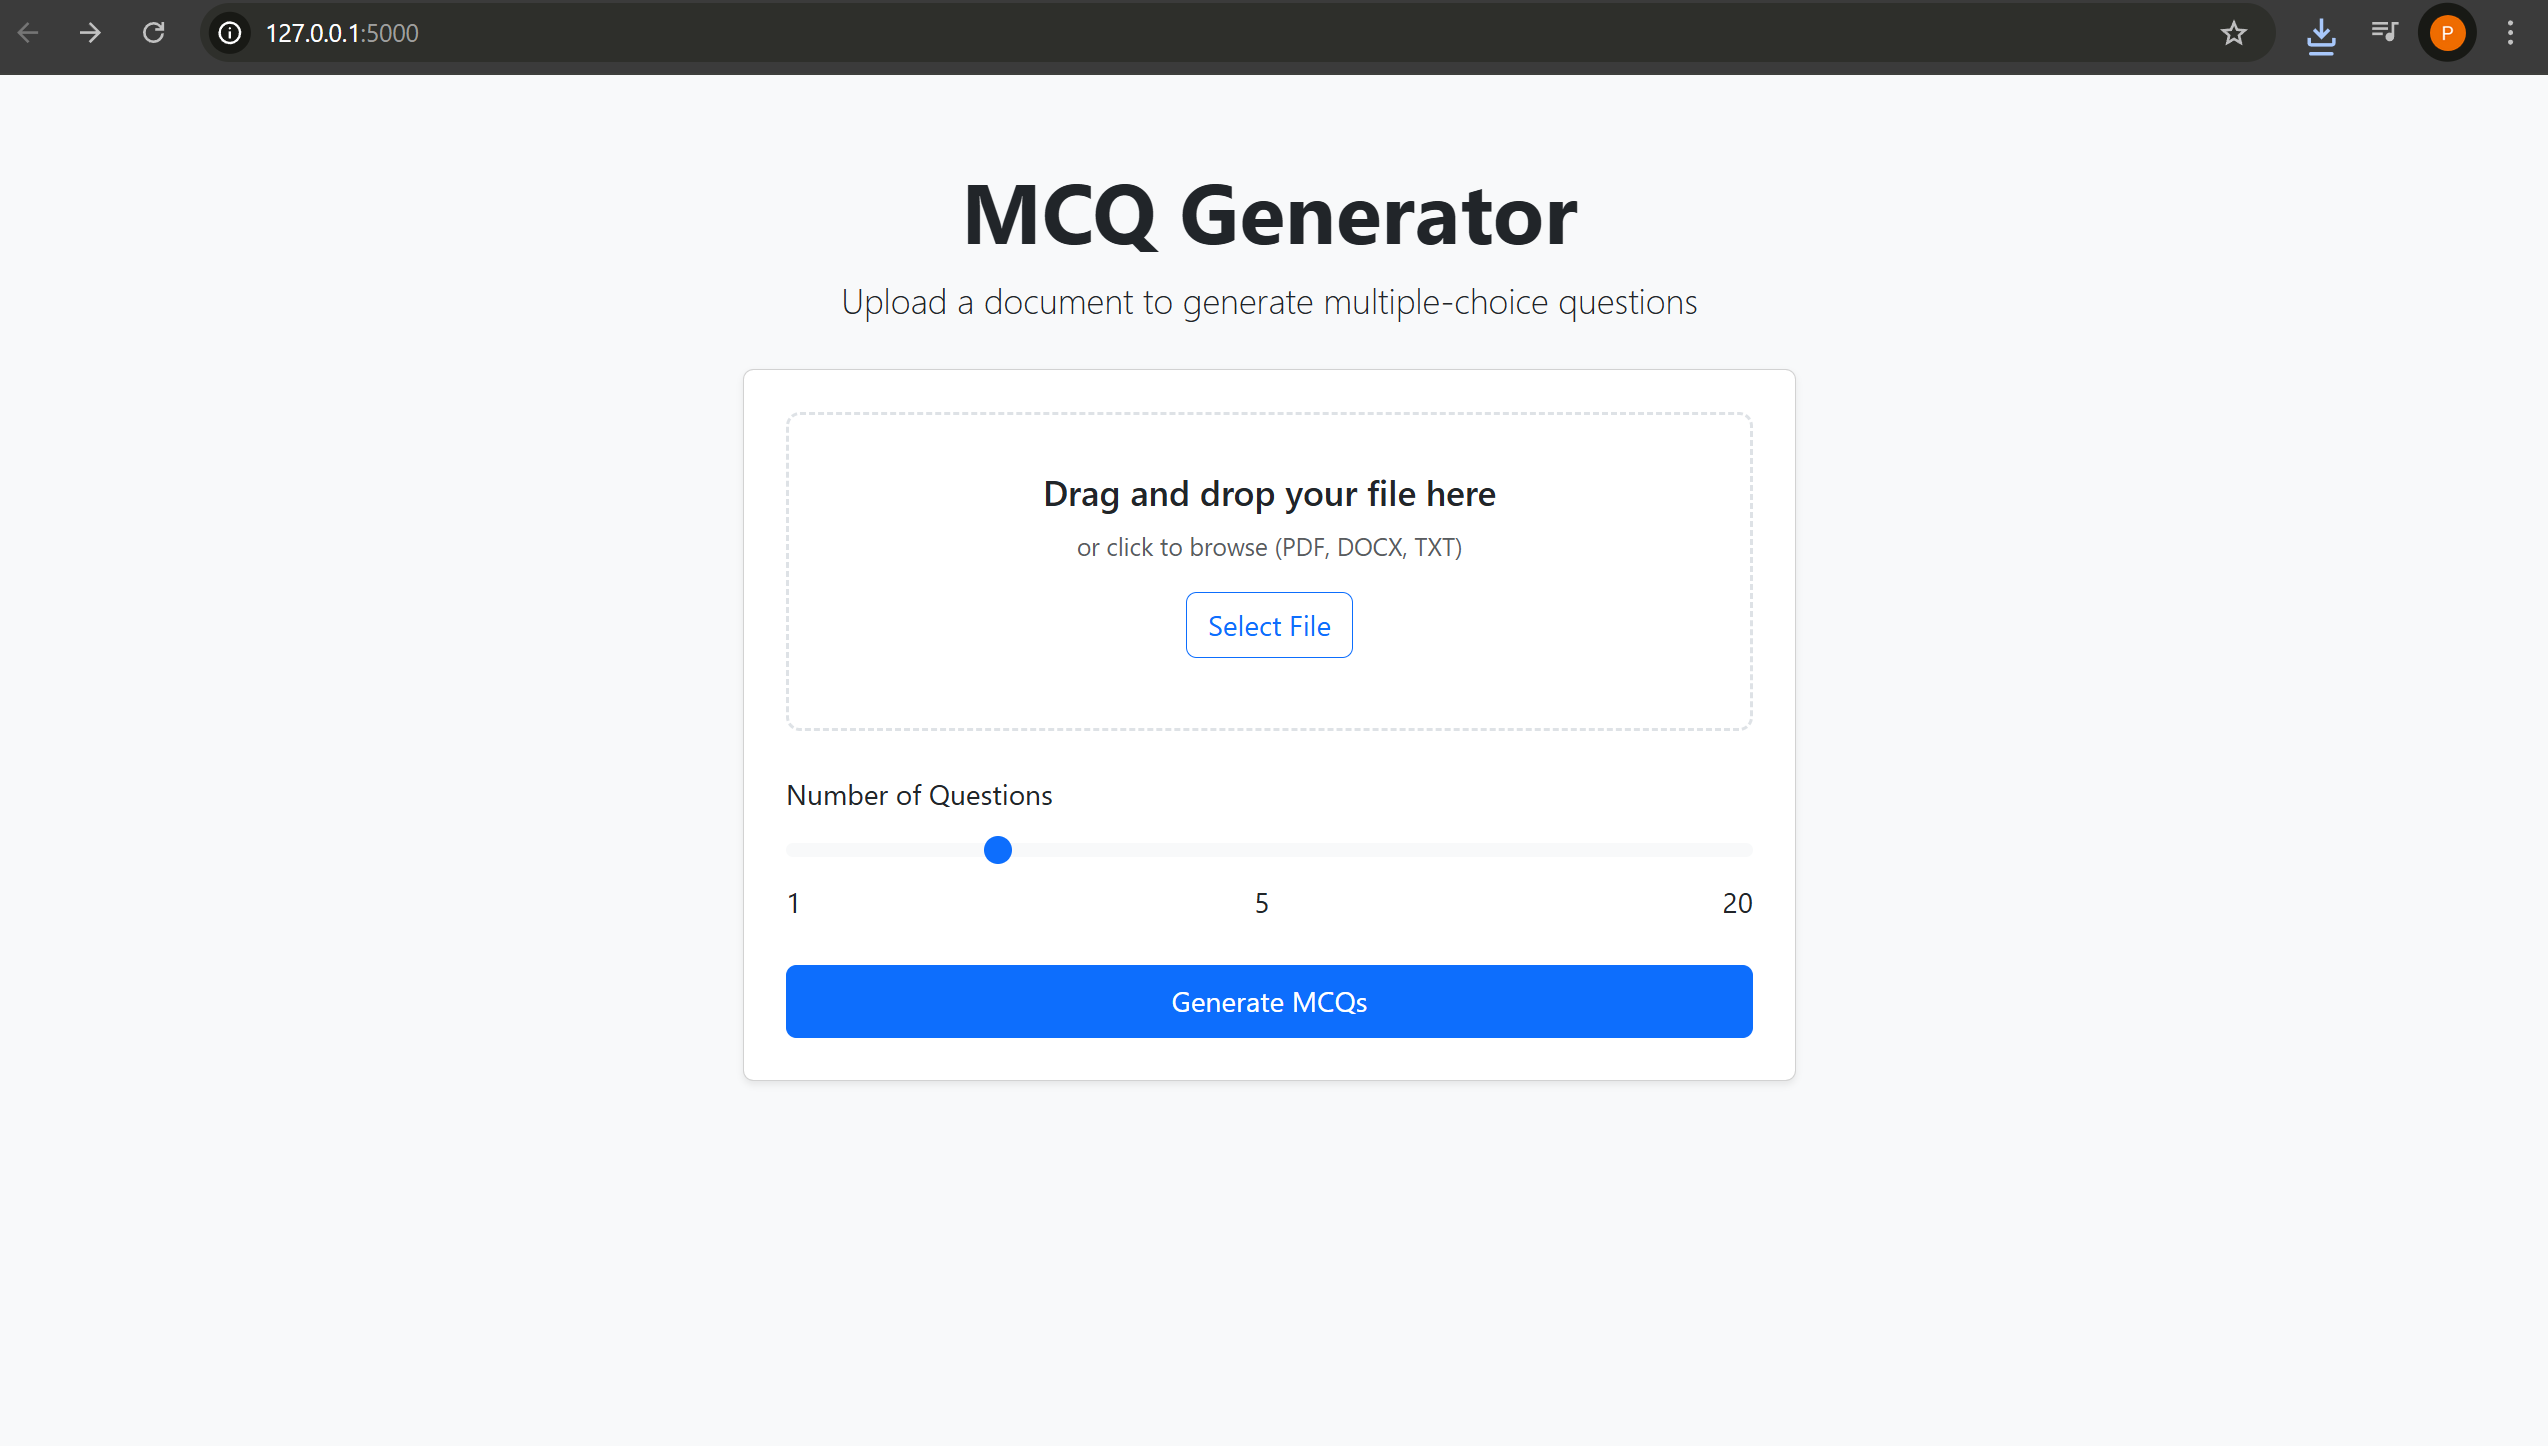 127.0.0.1:5000
P
MCQ Generator
Upload a document to generate multiple-choice questions
Drag and drop your file here
or click to browse (PDF, DOCX, TXT)
Select File
Number of Questions
1 5 20
Generate MCQs